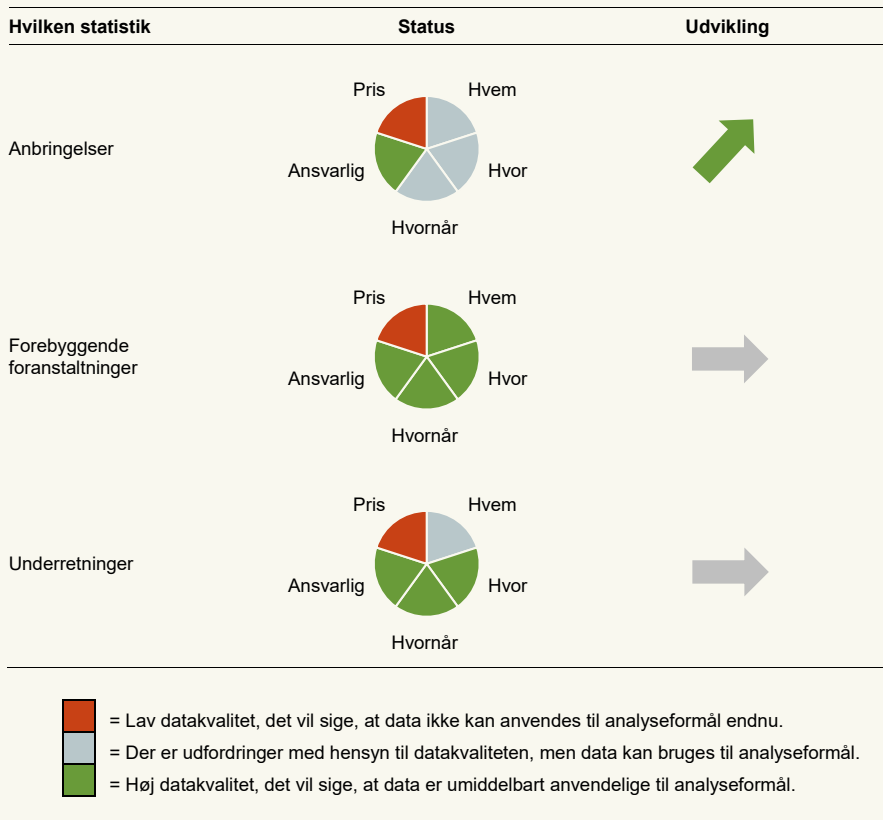 Hvilken statistik Status Udvikling
Pris Hvem
Anbringelser
Ansvarlig Hvor
Hvornår
Pris Hvem
Forebyggende
foranstaltninger
Ansvarlig Hvor
Hvornår
Pris Hvem
Underretninger
Ansvarlig Hvor
Hvornår
= Lav datakvalitet, det vil sige, at data ikke kan anvendes til analyseformål endnu.
= Der er udfordringer med hensyn til datakvaliteten, men data kan bruges til analyseformål.
= Høj datakvalitet, det vil sige, at data er umiddelbart anvendelige til analyseformål.